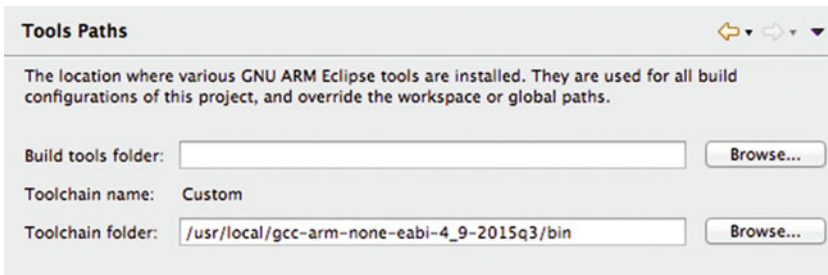 Tools Paths
The location where various GNU ARM Eclipse tools are installed. They are used for all build
configurations of this project, and override the workspace or global paths.
Build tools folder:
Browse...
Toolchain name: Custom
Toolchain folder: /usr/local/gcc-arm-none-eabi-4_9-2015q3/bin
Browse...